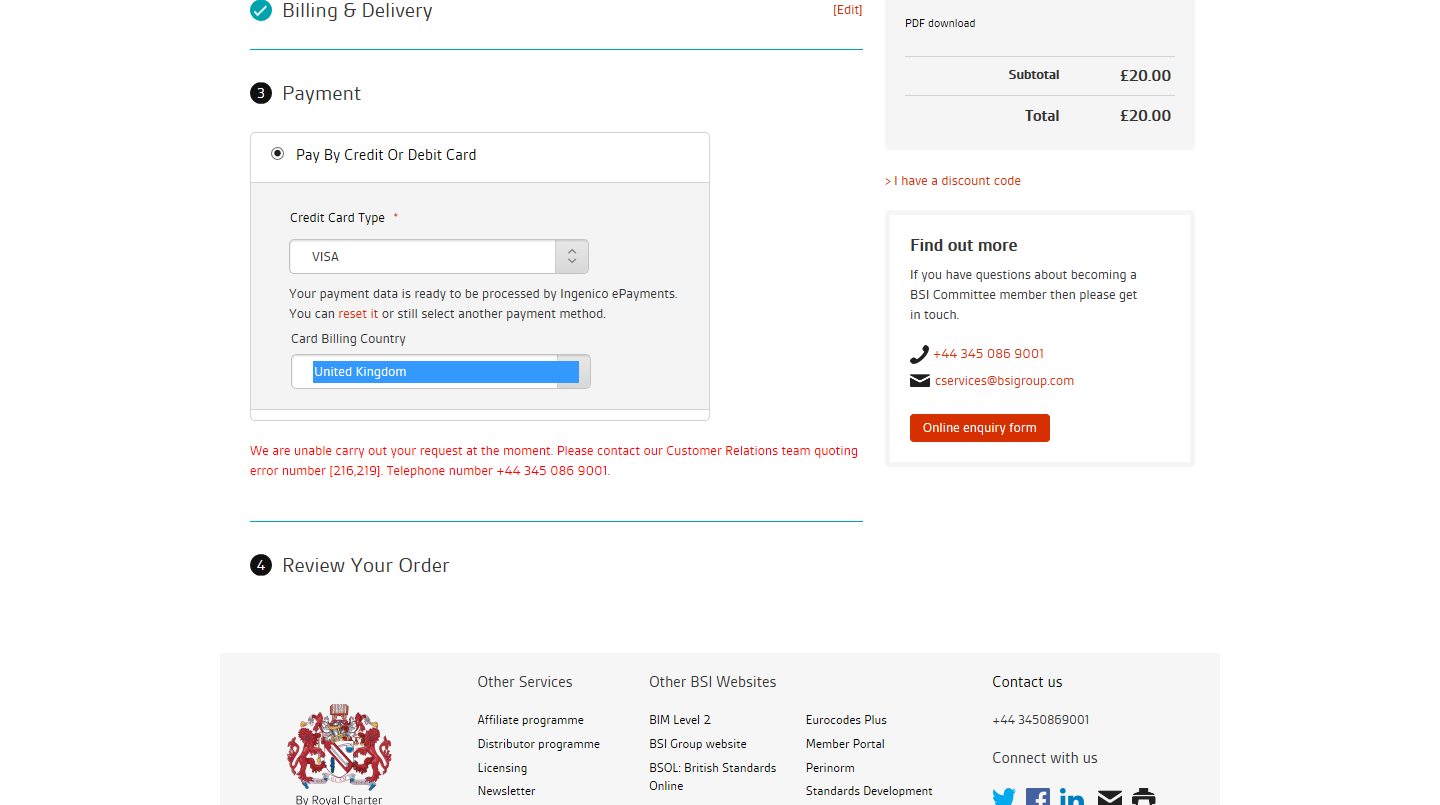 Billing & Delivery
[Edit]
3 Payment
Pay By Credit Or Debit Card
Credit Card Type *
VISA
Your payment data is ready to be processed by Ingenico ePayments.
You can reset it or still select another payment method.
Card Billing Country
United Kingdom
We are unable carry out your request at the moment. Please contact our Customer Relations team quoting
error number [216,219]. Telephone number +44 345 086 9001.
4 Review Your Order
PDF download
Subtotal £20.00
Total £20.00
> I have a discount code
Find out more
If you have questions about becoming a
BSI Committee member then please get
in touch.
+44 345 086 9001
cservices@bsigroup.com
Online enquiry form
By Royal Charter
Other Services
Affiliate programme
Distributor programme
Licensing
Newsletter
Other BSI Websites
BIM Level 2
BSI Group website
BSOL: British Standards
Online
Eurocodes Plus
Member Portal
Perinorm
Standards Development
Contact us
+44 3450869001
Connect with us